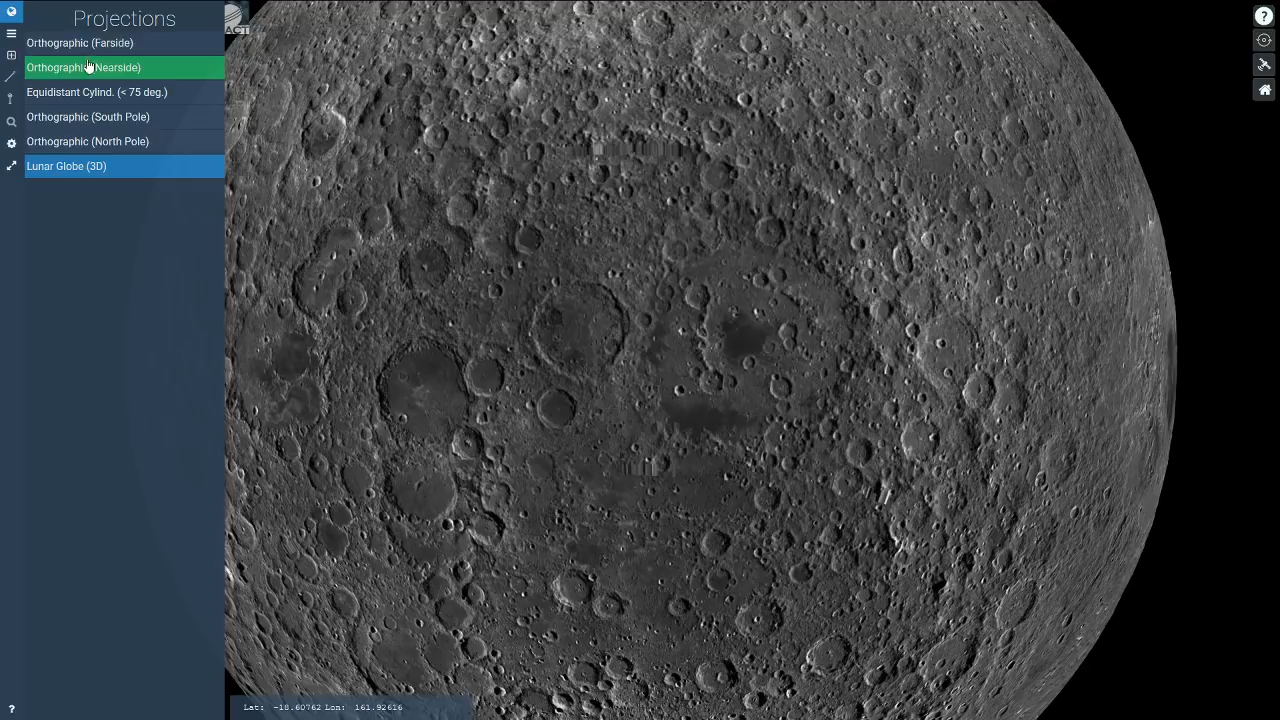 Projections
ACT
Orthographic (Farside)
Orthographic (Nearside)
Equidistant Cylind. (< 75 deg.)
Orthographic (South Pole)
Orthographic (North Pole)
Lunar Globe (3D)
?
?
Lat: -18.60762 Lon: 161.92616